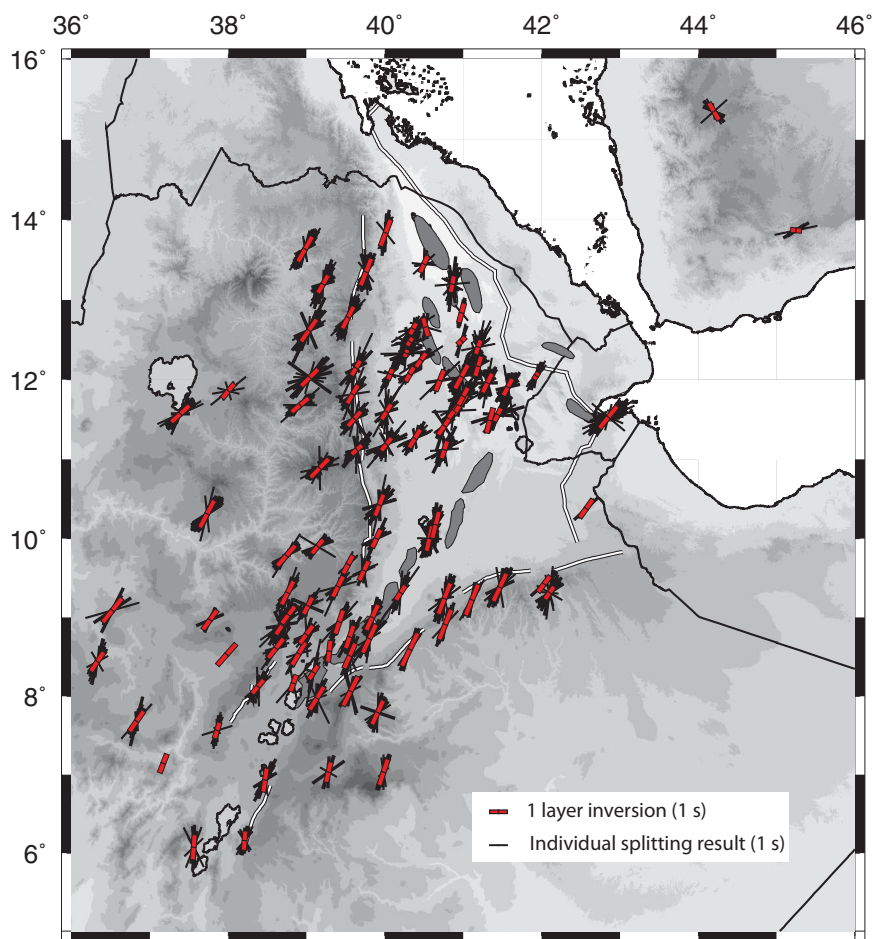 36˚ 38˚ 40˚ 42˚ 44˚ 46˚
16˚
14˚
12˚
10˚
8˚
6˚
1 layer inversion (1 s)
Individual splitting result (1 s)